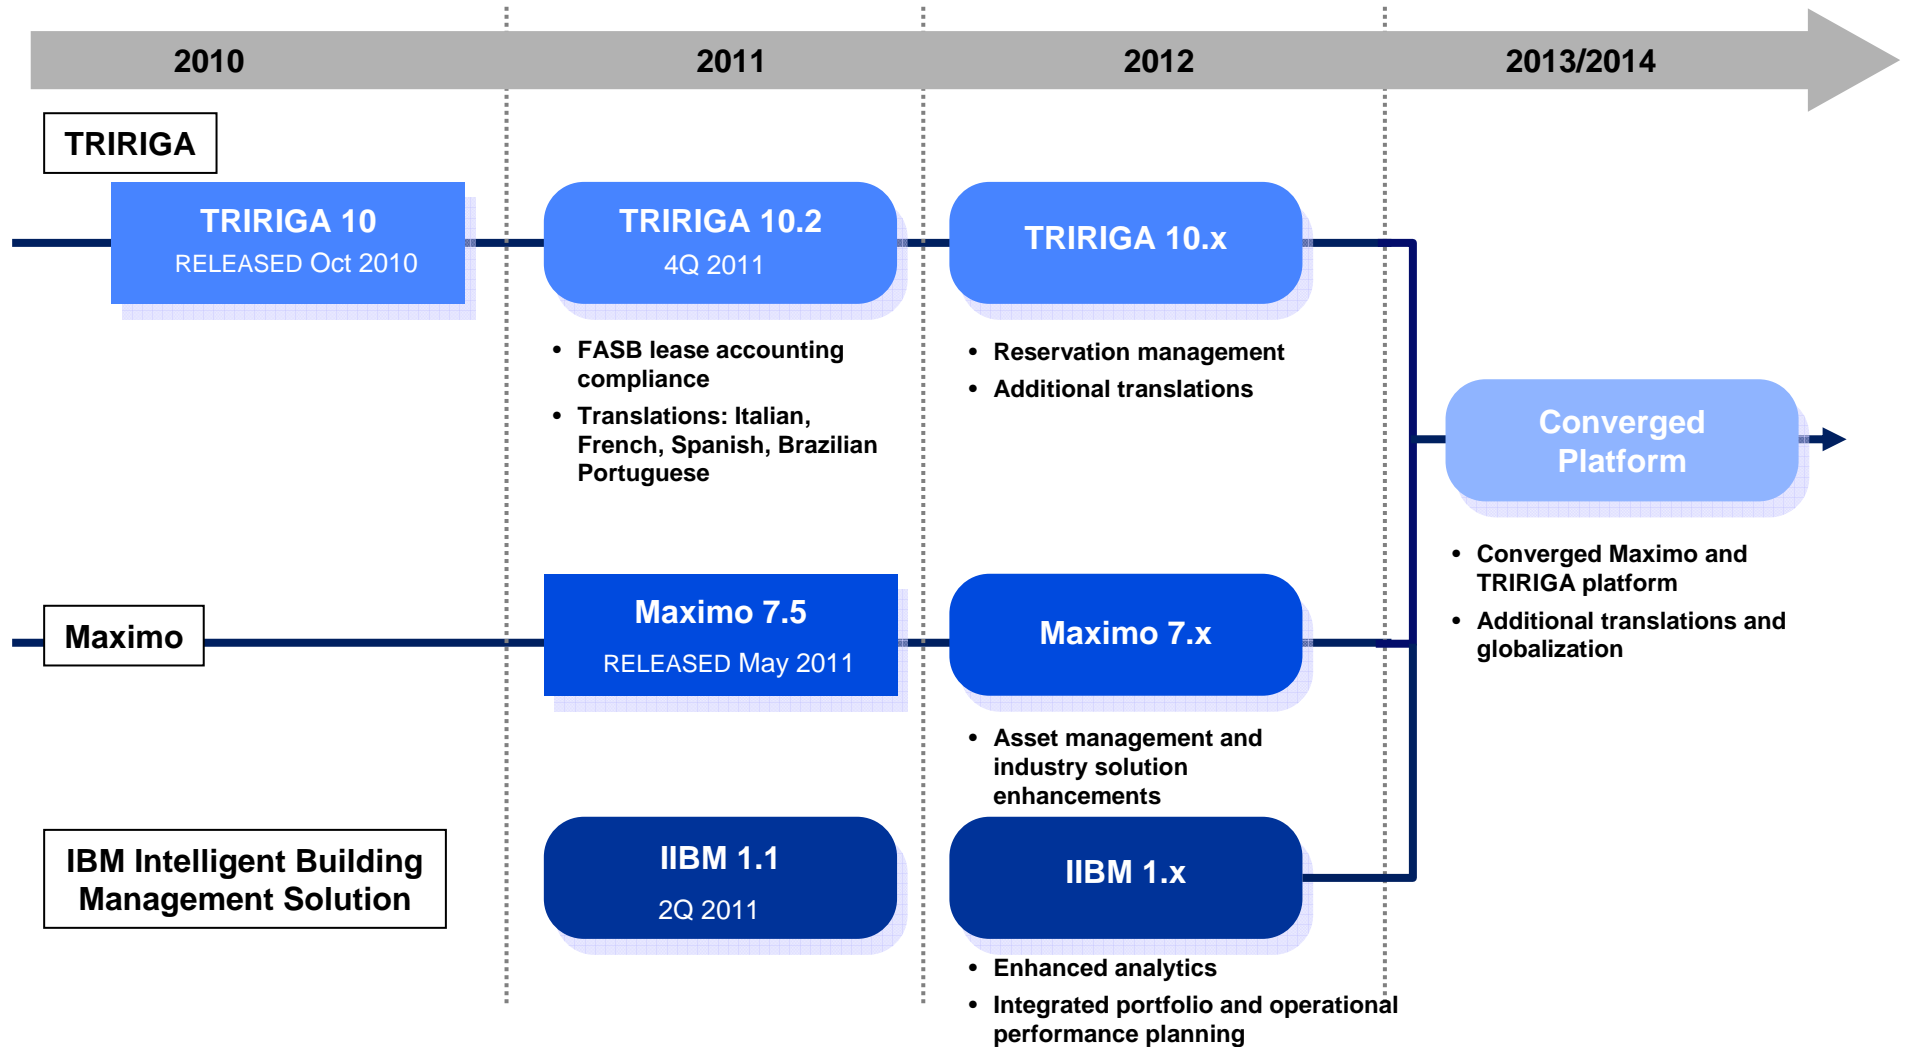 2010
2011
2012
2013/2014
TRIRIGA
TRIRIGA 10
RELEASED Oct 2010
TRIRIGA 10.2
4Q 2011
TRIRIGA 10.x
• FASB lease accounting
compliance
• Translations: Italian,
French, Spanish, Brazilian
Portuguese
• Reservation management
• Additional translations
Converged
Platform
• Converged Maximo and
TRIRIGA platform
• Additional translations and
globalization
Maximo
Maximo 7.5
RELEASED May 2011
Maximo 7.x
• Asset management and
industry solution
enhancements
IBM Intelligent Building
Management Solution
IIBM 1.1
2Q 2011
IIBM 1.x
• Enhanced analytics
• Integrated portfolio and operational
performance planning